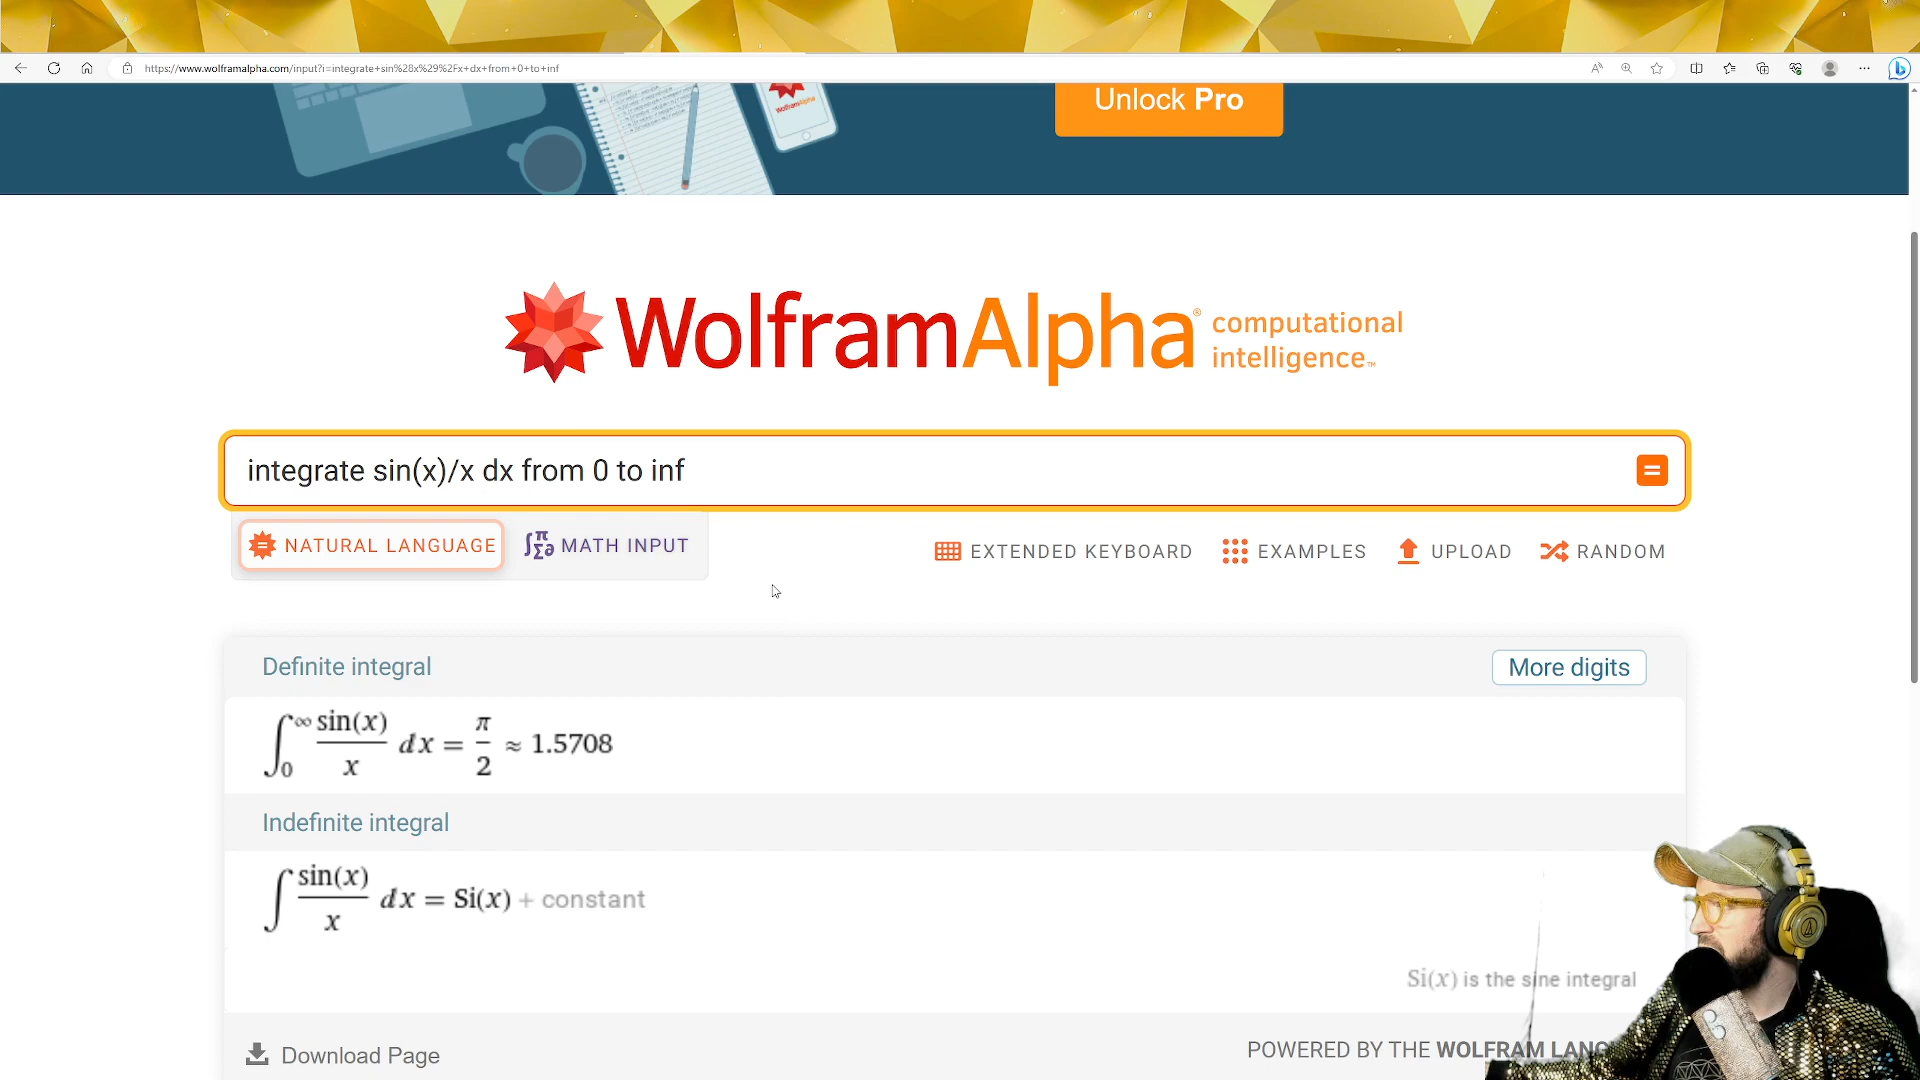 https://www.wolframalpha.com/input?i=integrate+sin%28x%29%2Fx+dx+from+0+to+inf
Unlock Pro
WolframAlpha® computational intelligence™
integrate sin(x)/x dx from 0 to inf
=
NATURAL LANGUAGE
MATH INPUT
EXTENDED KEYBOARD
EXAMPLES
UPLOAD
RANDOM
Definite integral
More digits
∫₀^∞ sin(x)/x dx = π/2 ≈ 1.5708
Indefinite integral
∫ sin(x)/x dx = Si(x) + constant
Si(x) is the sine integral
Download Page
POWERED BY THE WOLFRAM